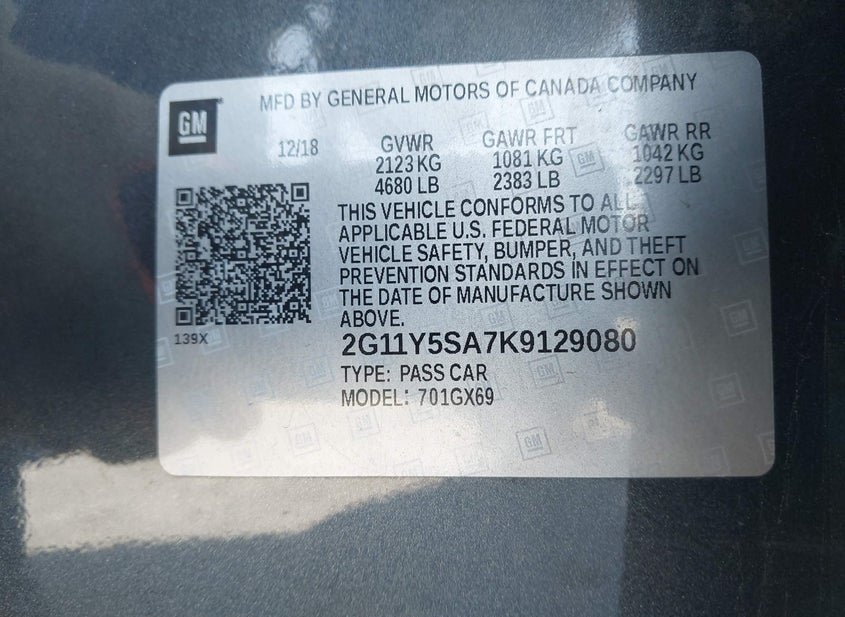 MFD BY GENERAL MOTORS OF CANADA COMPANY
GM
12/18 GVWR GAWR FRT GAWR RR
2123 KG 1081 KG 1042 KG
4680 LB 2383 LB 2297 LB
THIS VEHICLE CONFORMS TO ALL
APPLICABLE U.S. FEDERAL MOTOR
VEHICLE SAFETY, BUMPER, AND THEFT
PREVENTION STANDARDS IN EFFECT ON
THE DATE OF MANUFACTURE SHOWN
ABOVE.
139X
2G11Y5SA7K9129080
TYPE: PASS CAR
MODEL: 701GX69